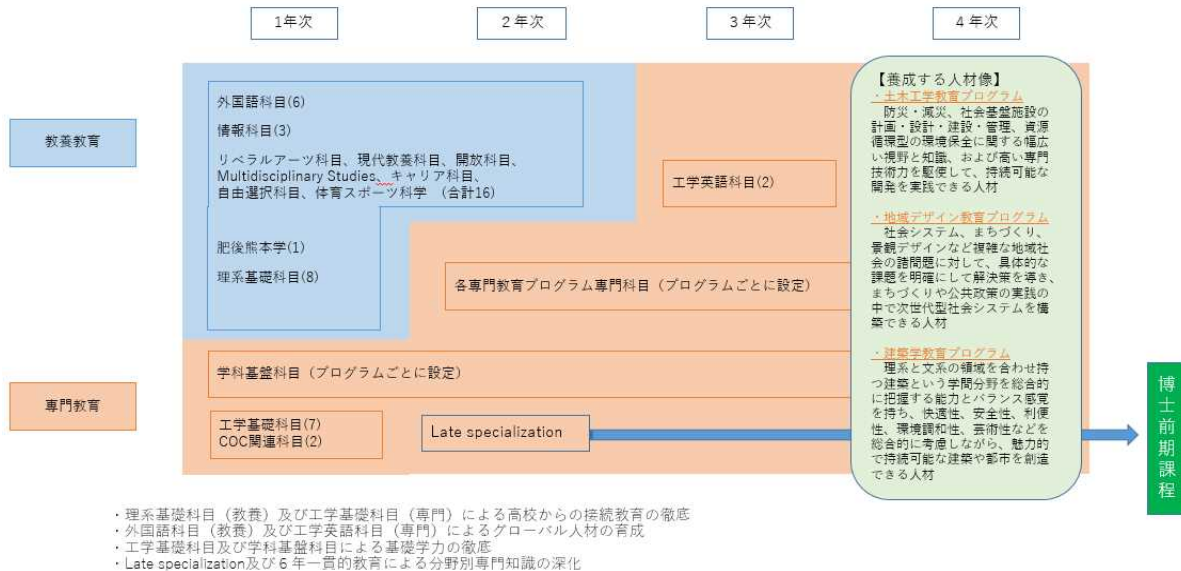 1年次
２年次
３年次
４年次
教養教育
外国語科目(6)
情報科目(3)
リベラルアーツ科目、現代教養科目、開放科目、
Multidisciplinary Studies、キャリア科目、
自由選択科目、体育スポーツ科学　(合計16)
肥後熊本学(1)
理系基礎科目(8)
工学英語科目(2)
各専門教育プログラム専門科目（プログラムごとに設定）
専門教育
学科基盤科目（プログラムごとに設定）
工学基礎科目(7)
COC関連科目(2)
Late specialization
【養成する人材像】
・土木工学教育プログラム
防災・減災、社会基盤施設の
計画・設計・建設・管理、資源
循環型の環境保全に関する幅広
い視野と知識、および高い専門
技術力を駆使して、持続可能な
開発を実践できる人材
・地域デザイン教育プログラム
社会システム、まちづくり、
景観デザインなど複雑な地域社
会の諸問題に対して、具体的な
課題を明確にして解決策を導き、
まちづくりや公共政策の実践の
中で次世代型社会システムを構
築できる人材
・建築学教育プログラム
理系と文系の領域を合わせ持
つ建築という学問分野を総合的
に把握する能力とバランス感覚
を持ち、快適性、安全性、利便
性、環境調和性、芸術性などを
総合的に考慮しながら、魅力的
で持続可能な建築や都市を創造
できる人材
博士前期課程
・理系基礎科目（教養）及び工学基礎科目（専門）による高校からの接続教育の徹底
・外国語科目（教養）及び工学英語科目（専門）によるグローバル人材の育成
・工学基礎科目及び学科基盤科目による基礎学力の徹底
・Late specialization及び６年一貫的教育による分野別専門知識の深化